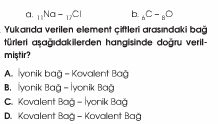 a. ₁₁Na – ₁₇Cl b. ₆C – ₈O
Yukarıda verilen element çiftleri arasındaki bağ
türleri aşağıdakilerden hangisinde doğru veril-
miştir?
A. İyonik bağ – Kovalent Bağ
B. İyonik Bağ – İyonik Bağ
C. Kovalent Bağ – İyonik Bağ
D. Kovalent Bağ – Kovalent Bağ